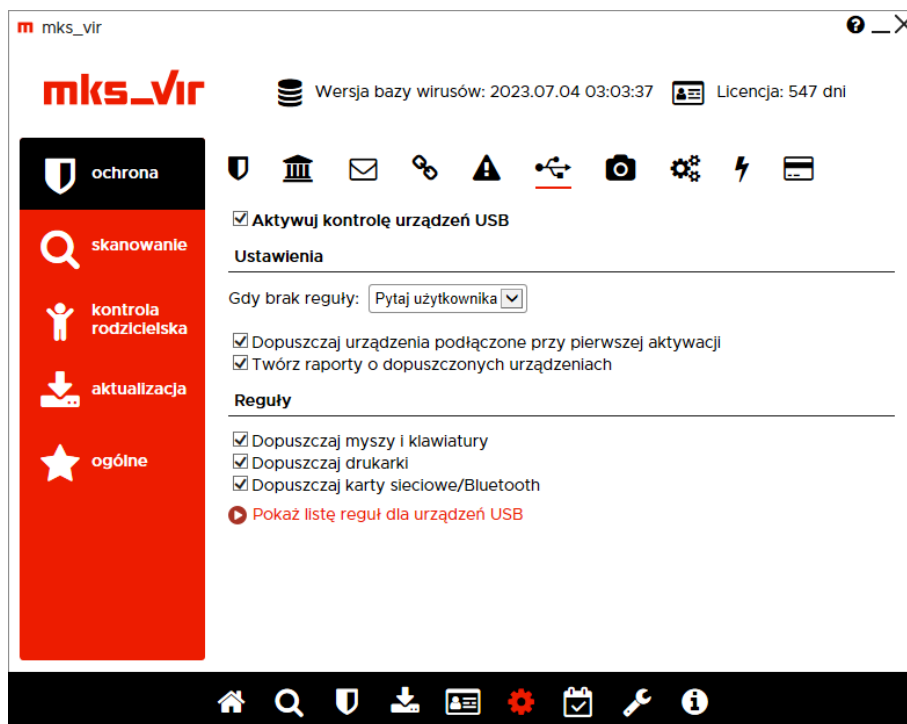 mks_vir
mks_vir
Wersja bazy wirusów: 2023.07.04 03:03:37
Licencja: 547 dni
ochrona
skanowanie
kontrola
rodzicielska
aktualizacja
ogólne
Aktywuj kontrolę urządzeń USB
Ustawienia
Gdy brak reguły: Pytaj użytkownika
Dopuszczaj urządzenia podłączone przy pierwszej aktywacji
Twórz raporty o dopuszczonych urządzeniach
Reguły
Dopuszczaj myszy i klawiatury
Dopuszczaj drukarki
Dopuszczaj karty sieciowe/Bluetooth
Pokaż listę reguł dla urządzeń USB